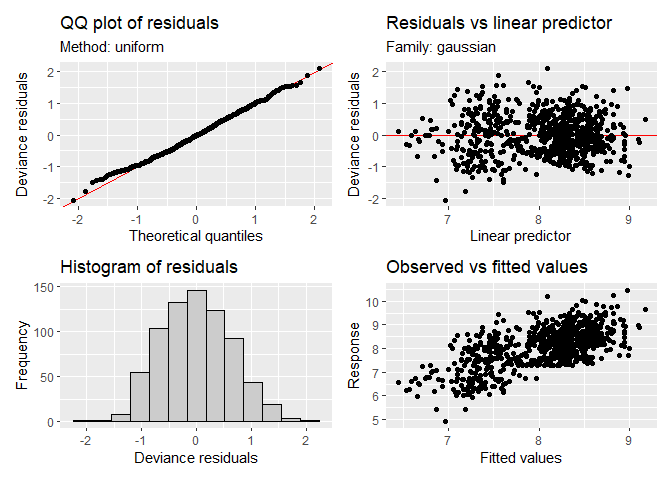 QQ plot of residuals
Method: uniform
Deviance residuals
2
1
0
-1
-2
-2
-1
0
1
2
Theoretical quantiles
Residuals vs linear predictor
Family: gaussian
Deviance residuals
2
1
0
-1
-2
7
8
9
Linear predictor
Histogram of residuals
Frequency
150
100
50
0
-2
-1
0
1
2
Deviance residuals
Observed vs fitted values
Response
10
9
8
7
6
5
7
8
9
Fitted values